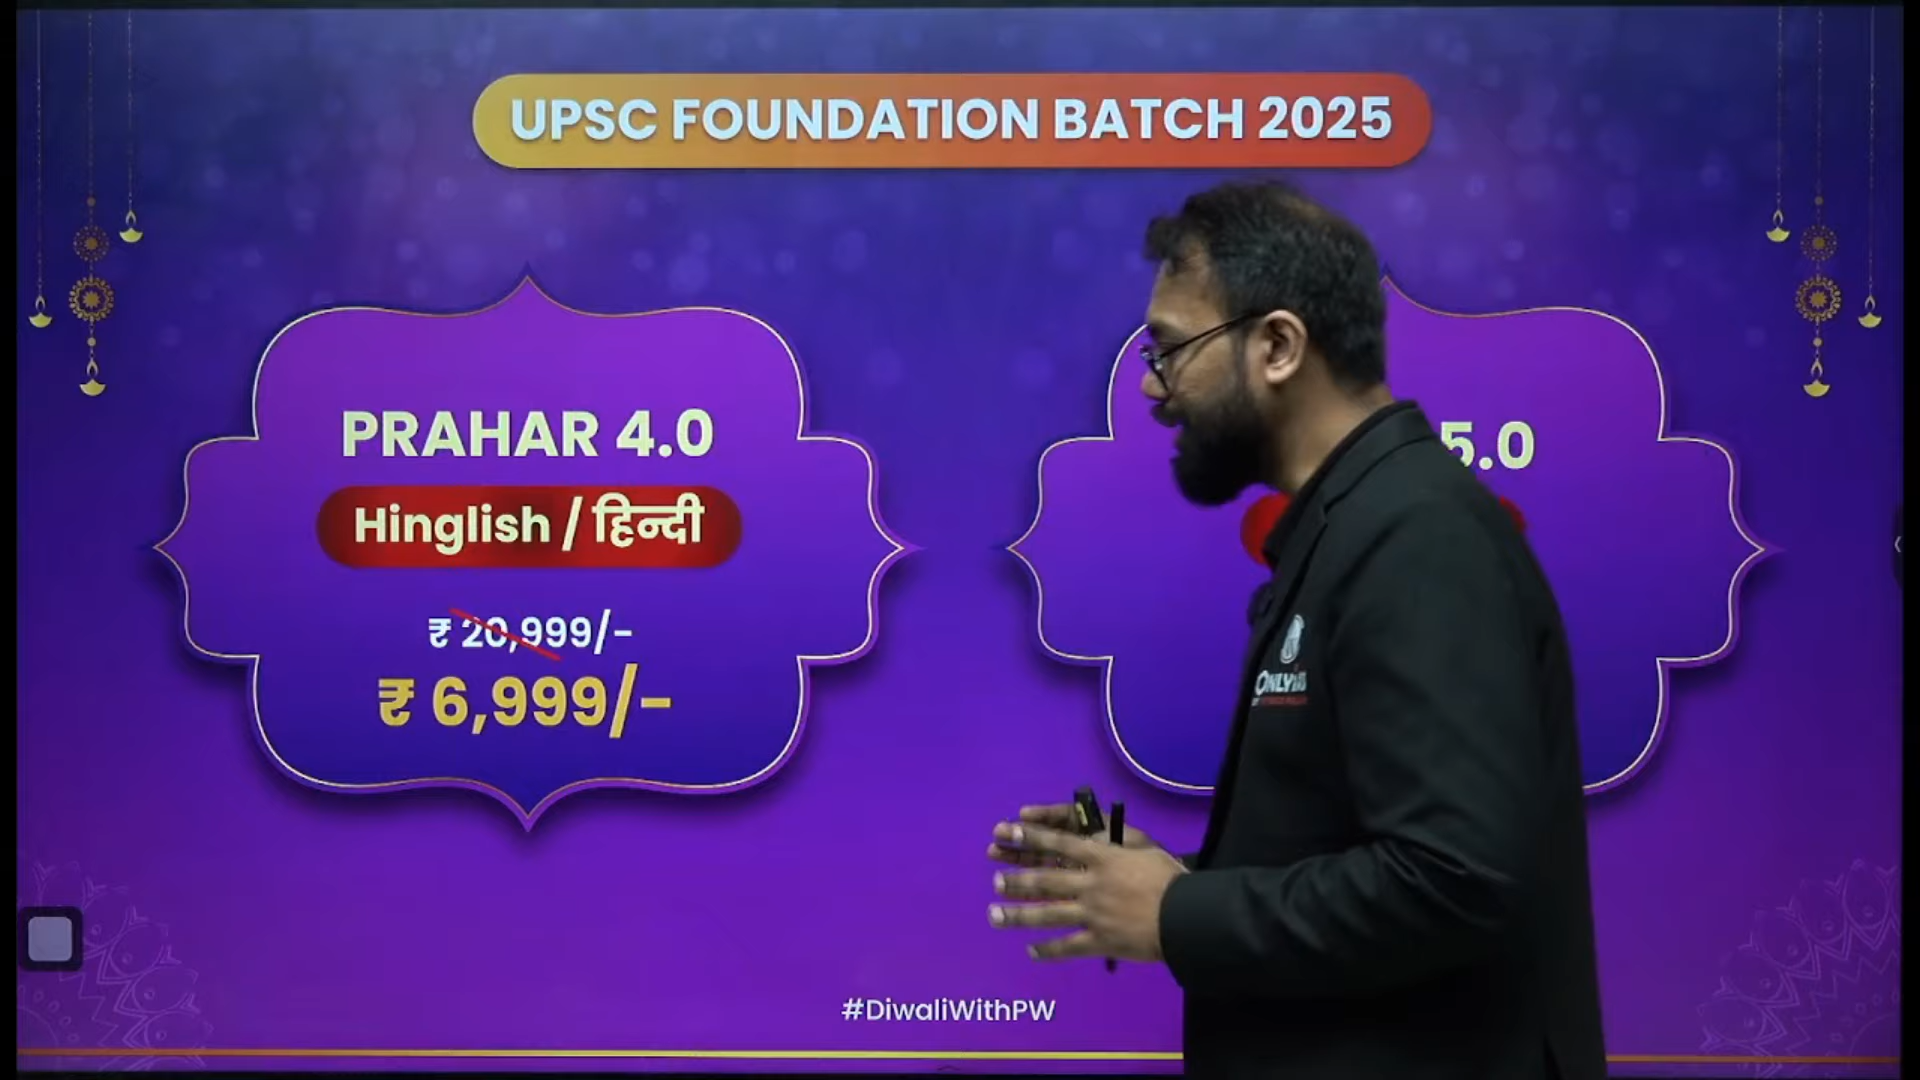 UPSC FOUNDATION BATCH 2025
PRAHAR 4.0
Hinglish / हिन्दी
₹ 20,999/-
₹ 6,999/-
5.0
#DiwaliWithPW